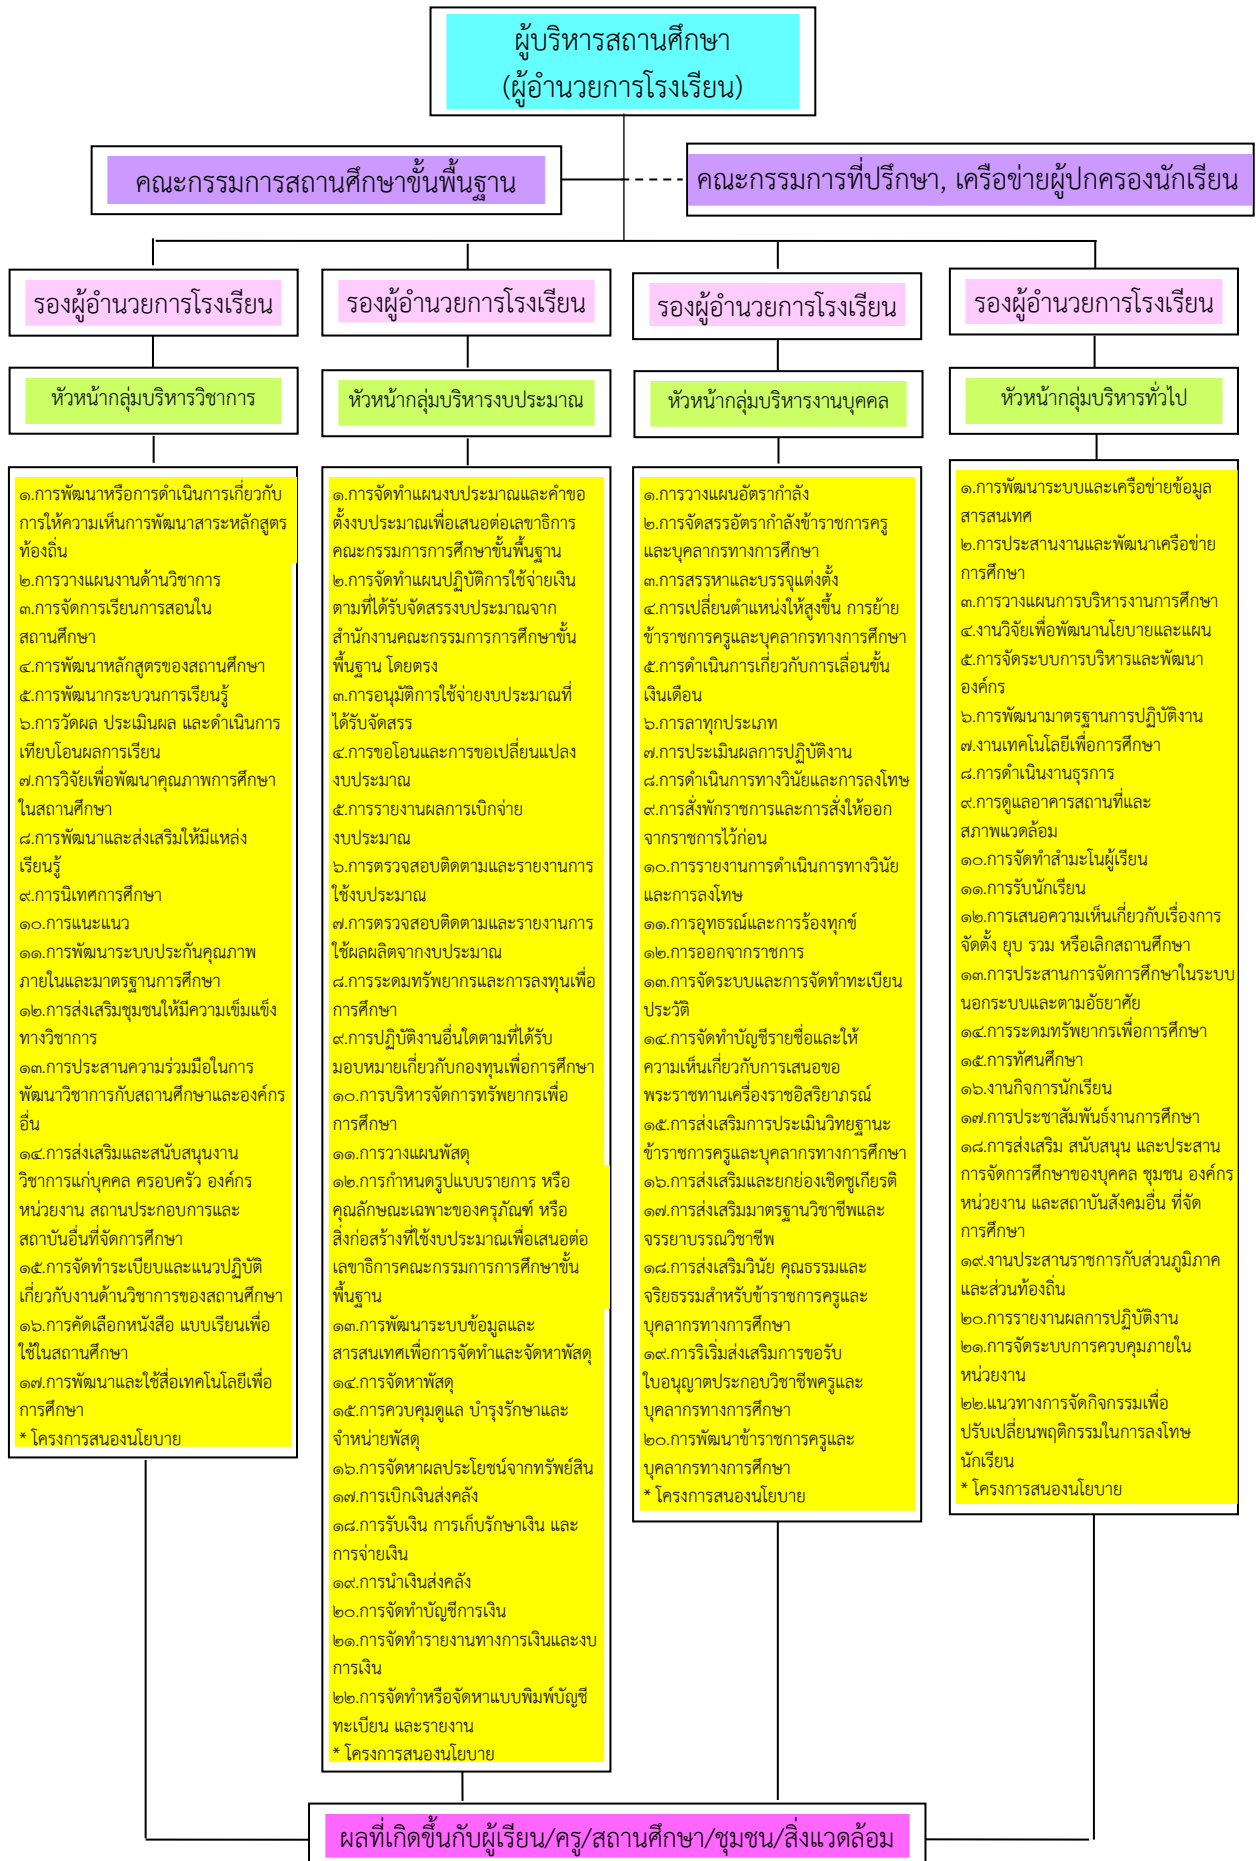 ผู้บริหารสถานศึกษา
(ผู้อำนวยการโรงเรียน)
คณะกรรมการสถานศึกษาขั้นพื้นฐาน
คณะกรรมการที่ปรึกษา, เครือข่ายผู้ปกครองนักเรียน
รองผู้อำนวยการโรงเรียน
รองผู้อำนวยการโรงเรียน
รองผู้อำนวยการโรงเรียน
รองผู้อำนวยการโรงเรียน
หัวหน้ากลุ่มบริหารวิชาการ
หัวหน้ากลุ่มบริหารงบประมาณ
หัวหน้ากลุ่มบริหารงานบุคคล
หัวหน้ากลุ่มบริหารทั่วไป
๑.การพัฒนาหรือการดำเนินการเกี่ยวกับ
การให้ความเห็นการพัฒนาสาระหลักสูตร
ท้องถิ่น
๒.การวางแผนงานด้านวิชาการ
๓.การจัดการเรียนการสอนใน
สถานศึกษา
๔.การพัฒนาหลักสูตรของสถานศึกษา
๕.การพัฒนากระบวนการเรียนรู้
๖.การวัดผล ประเมินผล และดำเนินการ
เทียบโอนผลการเรียน
๗.การวิจัยเพื่อพัฒนาคุณภาพการศึกษา
ในสถานศึกษา
๘.การพัฒนาและส่งเสริมให้มีแหล่ง
เรียนรู้
๙.การนิเทศการศึกษา
๑๐.การแนะแนว
๑๑.การพัฒนาระบบประกันคุณภาพ
ภายในและมาตรฐานการศึกษา
๑๒.การส่งเสริมชุมชนให้มีความเข็มแข็ง
ทางวิชาการ
๑๓.การประสานความร่วมมือในการ
พัฒนาวิชาการกับสถานศึกษาและองค์กร
อื่น
๑๔.การส่งเสริมและสนับสนุนงาน
วิชาการแก่บุคคล ครอบครัว องค์กร
หน่วยงาน สถานประกอบการและ
สถาบันอื่นที่จัดการศึกษา
๑๕.การจัดทำระเบียบและแนวปฏิบัติ
เกี่ยวกับงานด้านวิชาการของสถานศึกษา
๑๖.การคัดเลือกหนังสือ แบบเรียนเพื่อ
ใช้ในสถานศึกษา
๑๗.การพัฒนาและใช้สื่อเทคโนโลยีเพื่อ
การศึกษา
* โครงการสนองนโยบาย
๑.การจัดทำแผนงบประมาณและคำขอ
ตั้งงบประมาณเพื่อเสนอต่อเลขาธิการ
คณะกรรมการการศึกษาขั้นพื้นฐาน
๒.การจัดทำแผนปฏิบัติการใช้จ่ายเงิน
ตามที่ได้รับจัดสรรงบประมาณจาก
สำนักงานคณะกรรมการการศึกษาขั้น
พื้นฐาน โดยตรง
๓.การอนุมัติการใช้จ่ายงบประมาณที่
ได้รับจัดสรร
๔.การขอโอนและการขอเปลี่ยนแปลง
งบประมาณ
๕.การรายงานผลการเบิกจ่าย
งบประมาณ
๖.การตรวจสอบติดตามและรายงานการ
ใช้งบประมาณ
๗.การตรวจสอบติดตามและรายงานการ
ใช้ผลผลิตจากงบประมาณ
๘.การระดมทรัพยากรและการลงทุนเพื่อ
การศึกษา
๙.การปฏิบัติงานอื่นใดตามที่ได้รับ
มอบหมายเกี่ยวกับกองทุนเพื่อการศึกษา
๑๐.การบริหารจัดการทรัพยากรเพื่อ
การศึกษา
๑๑.การวางแผนพัสดุ
๑๒.การกำหนดรูปแบบรายการ หรือ
คุณลักษณะเฉพาะของครุภัณฑ์ หรือ
สิ่งก่อสร้างที่ใช้งบประมาณเพื่อเสนอต่อ
เลขาธิการคณะกรรมการการศึกษาขั้น
พื้นฐาน
๑๓.การพัฒนาระบบข้อมูลและ
สารสนเทศเพื่อการจัดทำและจัดหาพัสดุ
๑๔.การจัดหาพัสดุ
๑๕.การควบคุมดูแล บำรุงรักษาและ
จำหน่ายพัสดุ
๑๖.การจัดหาผลประโยชน์จากทรัพย์สิน
๑๗.การเบิกเงินส่งคลัง
๑๘.การรับเงิน การเก็บรักษาเงิน และ
การจ่ายเงิน
๑๙.การนำเงินส่งคลัง
๒๐.การจัดทำบัญชีการเงิน
๒๑.การจัดทำรายงานทางการเงินและงบ
การเงิน
๒๒.การจัดทำหรือจัดหาแบบพิมพ์บัญชี
ทะเบียน และรายงาน
* โครงการสนองนโยบาย
๑.การวางแผนอัตรากำลัง
๒.การจัดสรรอัตรากำลังข้าราชการครู
และบุคลากรทางการศึกษา
๓.การสรรหาและบรรจุแต่งตั้ง
๔.การเปลี่ยนตำแหน่งให้สูงขึ้น การย้าย
ข้าราชการครูและบุคลากรทางการศึกษา
๕.การดำเนินการเกี่ยวกับการเลื่อนขั้น
เงินเดือน
๖.การลาทุกประเภท
๗.การประเมินผลการปฏิบัติงาน
๘.การดำเนินการทางวินัยและการลงโทษ
๙.การสั่งพักราชการและการสั่งให้ออก
จากราชการไว้ก่อน
๑๐.การรายงานการดำเนินการทางวินัย
และการลงโทษ
๑๑.การอุทธรณ์และการร้องทุกข์
๑๒.การออกจากราชการ
๑๓.การจัดระบบและการจัดทำทะเบียน
ประวัติ
๑๔.การจัดทำบัญชีรายชื่อและให้
ความเห็นเกี่ยวกับการเสนอขอ
พระราชทานเครื่องราชอิสริยาภรณ์
๑๕.การส่งเสริมการประเมินวิทยฐานะ
ข้าราชการครูและบุคลากรทางการศึกษา
๑๖.การส่งเสริมและยกย่องเชิดชูเกียรติ
๑๗.การส่งเสริมมาตรฐานวิชาชีพและ
จรรยาบรรณวิชาชีพ
๑๘.การส่งเสริมวินัย คุณธรรมและ
จริยธรรมสำหรับข้าราชการครูและ
บุคลากรทางการศึกษา
๑๙.การริเริ่มส่งเสริมการขอรับ
ใบอนุญาตประกอบวิชาชีพครูและ
บุคลากรทางการศึกษา
๒๐.การพัฒนาข้าราชการครูและ
บุคลากรทางการศึกษา
* โครงการสนองนโยบาย
๑.การพัฒนาระบบและเครือข่ายข้อมูล
สารสนเทศ
๒.การประสานงานและพัฒนาเครือข่าย
การศึกษา
๓.การวางแผนการบริหารงานการศึกษา
๔.งานวิจัยเพื่อพัฒนานโยบายและแผน
๕.การจัดระบบการบริหารและพัฒนา
องค์กร
๖.การพัฒนามาตรฐานการปฏิบัติงาน
๗.งานเทคโนโลยีเพื่อการศึกษา
๘.การดำเนินงานธุรการ
๙.การดูแลอาคารสถานที่และ
สภาพแวดล้อม
๑๐.การจัดทำสำมะโนผู้เรียน
๑๑.การรับนักเรียน
๑๒.การเสนอความเห็นเกี่ยวกับเรื่องการ
จัดตั้ง ยุบ รวม หรือเลิกสถานศึกษา
๑๓.การประสานการจัดการศึกษาในระบบ
นอกระบบและตามอัธยาศัย
๑๔.การระดมทรัพยากรเพื่อการศึกษา
๑๕.การทัศนศึกษา
๑๖.งานกิจการนักเรียน
๑๗.การประชาสัมพันธ์งานการศึกษา
๑๘.การส่งเสริม สนับสนุน และประสาน
การจัดการศึกษาของบุคคล ชุมชน องค์กร
หน่วยงาน และสถาบันสังคมอื่น ที่จัด
การศึกษา
๑๙.งานประสานราชการกับส่วนภูมิภาค
และส่วนท้องถิ่น
๒๐.การรายงานผลการปฏิบัติงาน
๒๑.การจัดระบบการควบคุมภายใน
หน่วยงาน
๒๒.แนวทางการจัดกิจกรรมเพื่อ
ปรับเปลี่ยนพฤติกรรมในการลงโทษ
นักเรียน
* โครงการสนองนโยบาย
ผลที่เกิดขึ้นกับผู้เรียน/ครู/สถานศึกษา/ชุมชน/สิ่งแวดล้อม